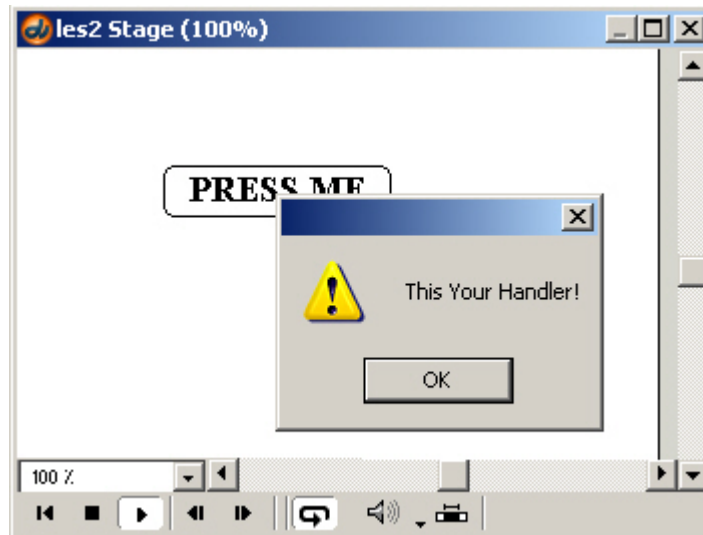 les2 Stage (100%)
PRESS ME
This Your Handler!
OK
100 %